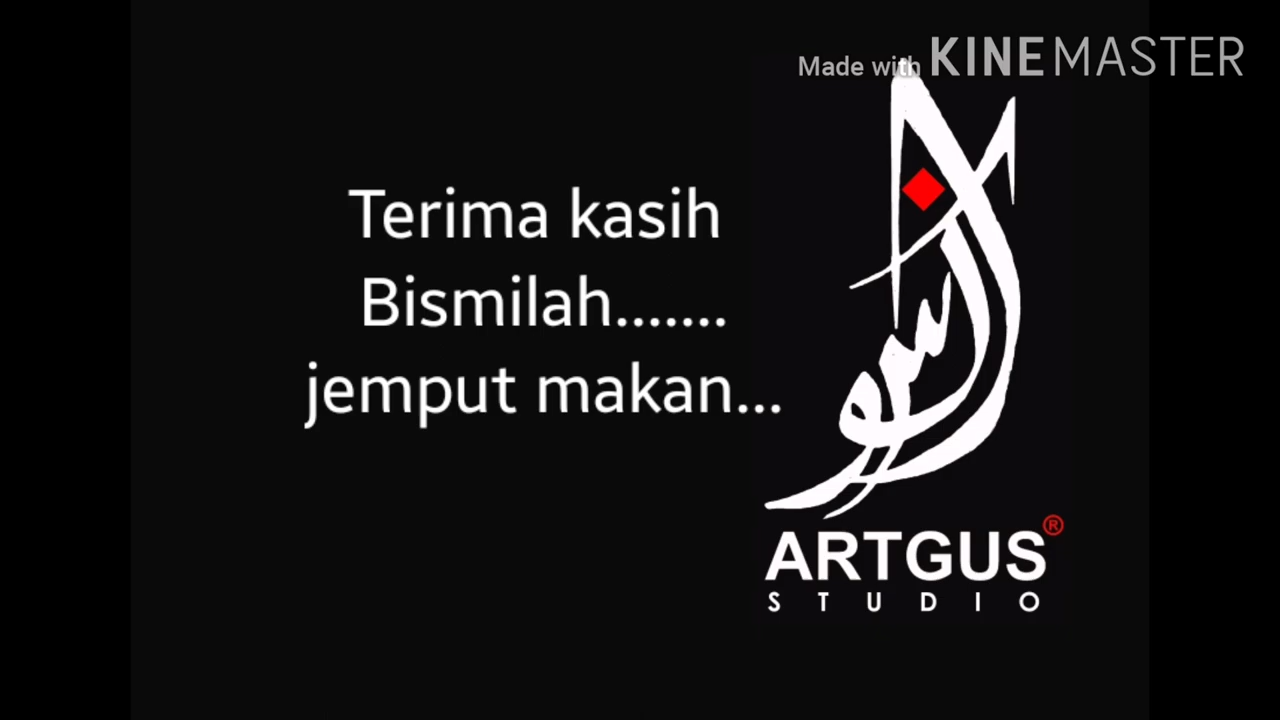 Made with KINEMASTER
Terima kasih
Bismilah.......
jemput makan...
ARTGUS®
STUDIO